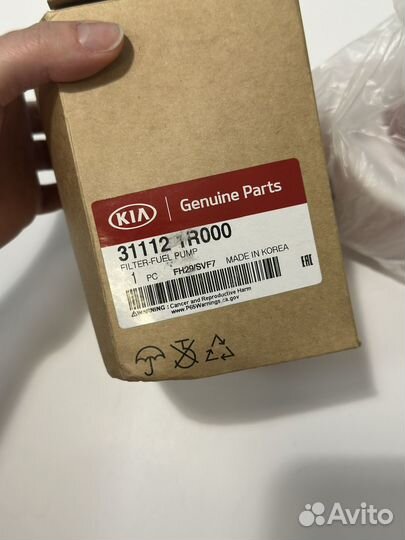 KIA
Genuine Parts
31112 1R000
FILTER-FUEL PUMP
1 PC FH29/SVF7 MADE IN KOREA
EAC
WARNING : Cancer and Reproductive Harm
www.P65Warnings.ca.gov
Avito